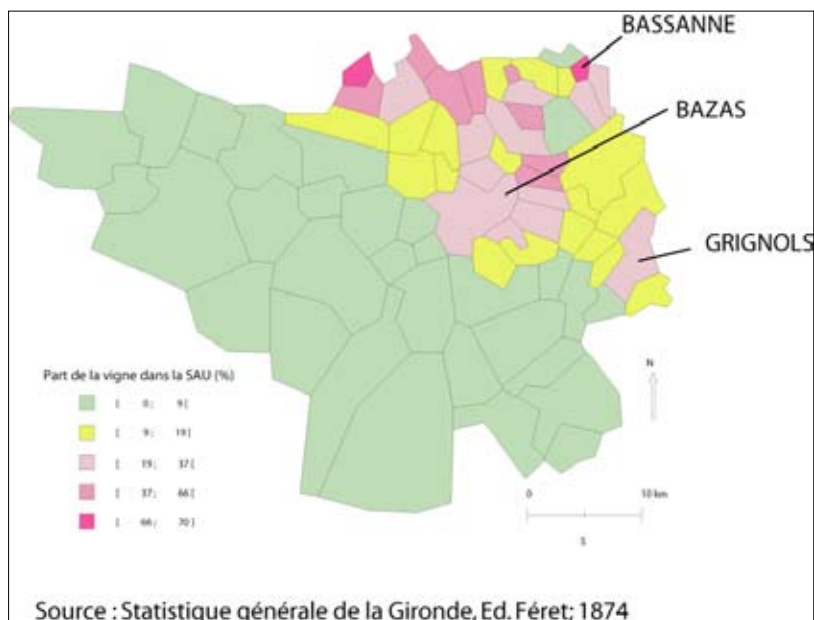 BASSANNE
BAZAS
GRIGNOLS
Part de la vigne dans la SAU (%)
[ 0 ; 9 [
[ 9 ; 19 [
[ 19 ; 37 [
[ 37 ; 66 [
[ 66 ; 70 [
N
0 10 km
S
Source : Statistique générale de la Gironde, Ed. Féret; 1874